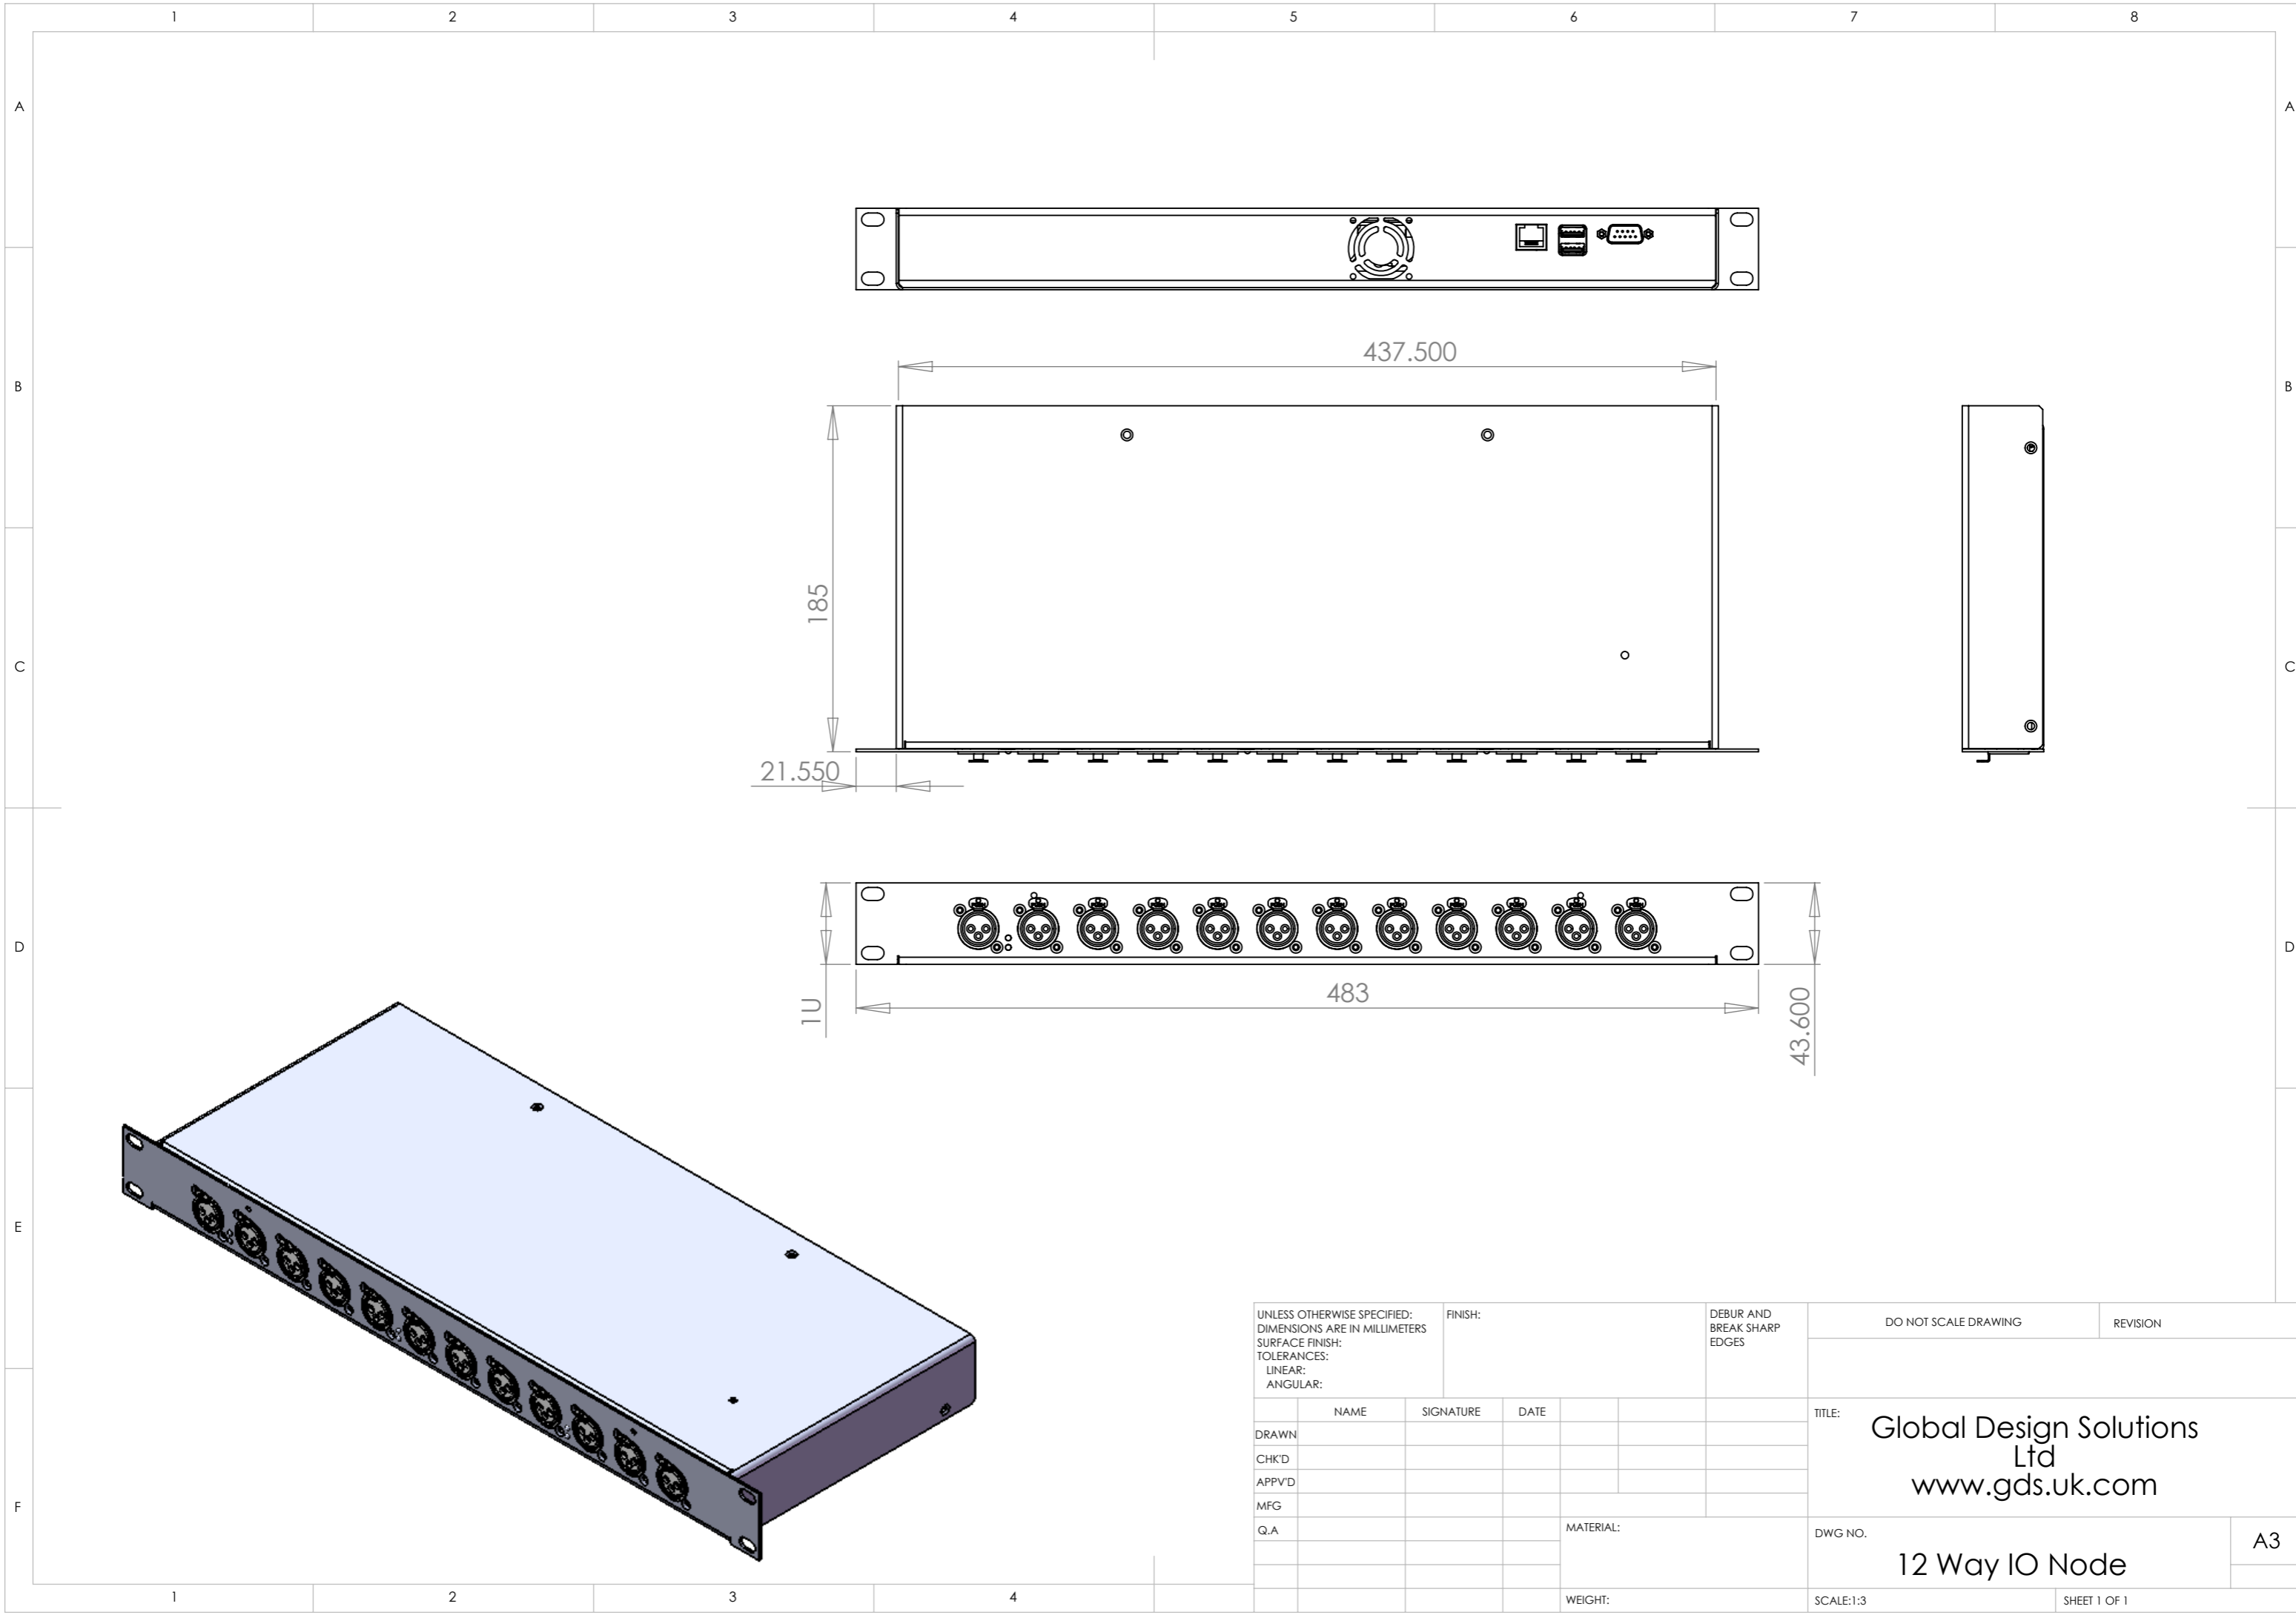 1 2 3 4 5 6 7 8
A A
437.500
B B
185
C C
21.550
D D
483
1U
43.600
E
F
UNLESS OTHERWISE SPECIFIED:
DIMENSIONS ARE IN MILLIMETERS
SURFACE FINISH:
TOLERANCES:
LINEAR:
ANGULAR:
FINISH:
DEBUR AND
BREAK SHARP
EDGES
DO NOT SCALE DRAWING
REVISION
NAME SIGNATURE DATE
DRAWN
CHK'D
APPV'D
MFG
Q.A
MATERIAL:
WEIGHT:
TITLE:
Global Design Solutions
Ltd
www.gds.uk.com
DWG NO.
12 Way IO Node
A3
SCALE:1:3
SHEET 1 OF 1
1 2 3 4